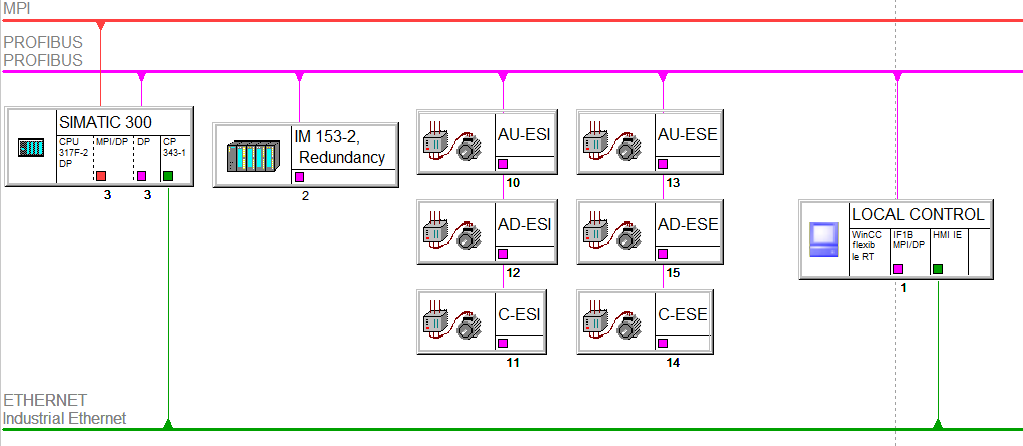 MPI
PROFIBUS
PROFIBUS
SIMATIC 300
CPU
317F-2
DP
MPI/DP
DP
CP
343-1
3
3
IM 153-2,
Redundancy
2
AU-ESI
10
AU-ESE
13
AD-ESI
12
AD-ESE
15
C-ESI
11
C-ESE
14
LOCAL CONTROL
WinCC
flexib
le RT
IF1B
MPI/DP
HMI IE
1
ETHERNET
Industrial Ethernet